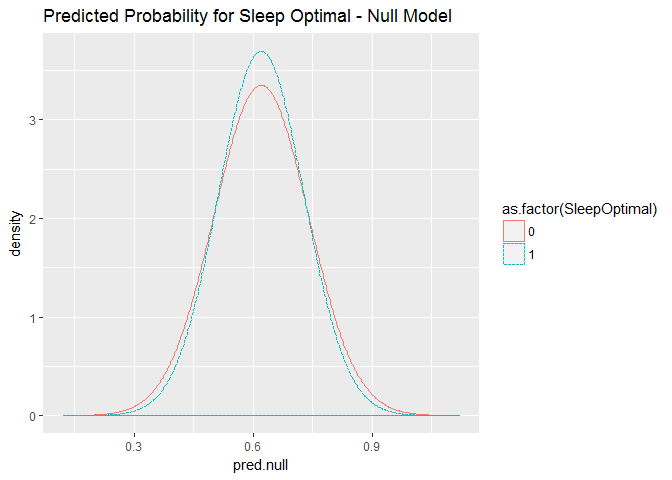 Predicted Probability for Sleep Optimal - Null Model
3
2
1
0
density
0.3
0.6
0.9
pred.null
as.factor(SleepOptimal)
0
1